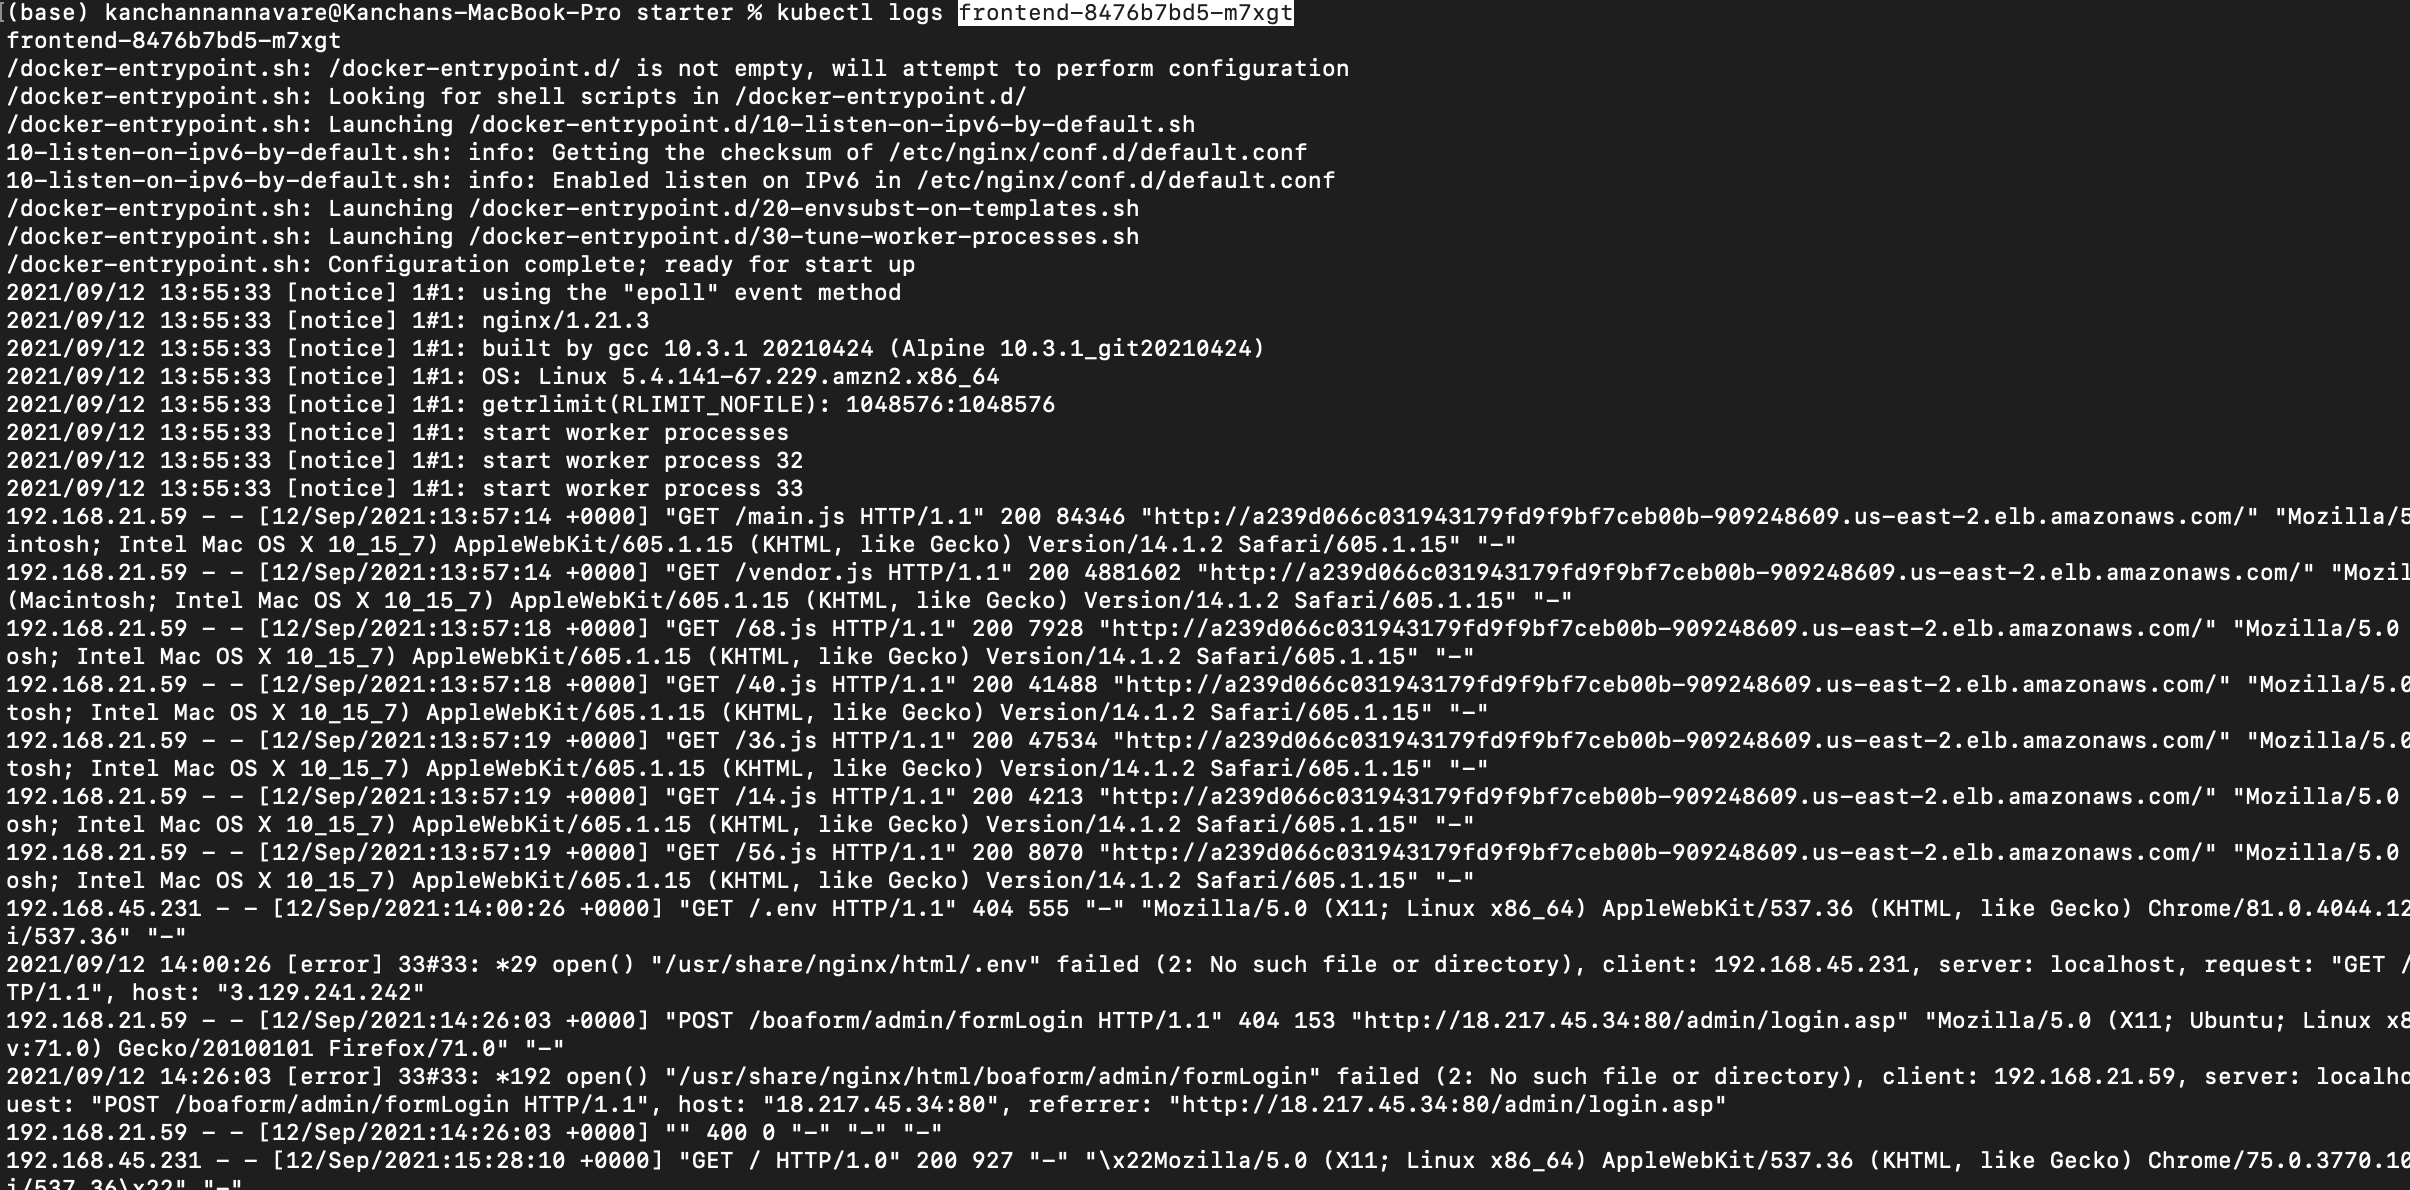 (base) kanchannannavare@Kanchans-MacBook-Pro starter % kubectl logs frontend-8476b7bd5-m7xgt
frontend-8476b7bd5-m7xgt
/docker-entrypoint.sh: /docker-entrypoint.d/ is not empty, will attempt to perform configuration
/docker-entrypoint.sh: Looking for shell scripts in /docker-entrypoint.d/
/docker-entrypoint.sh: Launching /docker-entrypoint.d/10-listen-on-ipv6-by-default.sh
10-listen-on-ipv6-by-default.sh: info: Getting the checksum of /etc/nginx/conf.d/default.conf
10-listen-on-ipv6-by-default.sh: info: Enabled listen on IPv6 in /etc/nginx/conf.d/default.conf
/docker-entrypoint.sh: Launching /docker-entrypoint.d/20-envsubst-on-templates.sh
/docker-entrypoint.sh: Launching /docker-entrypoint.d/30-tune-worker-processes.sh
/docker-entrypoint.sh: Configuration complete; ready for start up
2021/09/12 13:55:33 [notice] 1#1: using the "epoll" event method
2021/09/12 13:55:33 [notice] 1#1: nginx/1.21.3
2021/09/12 13:55:33 [notice] 1#1: built by gcc 10.3.1 20210424 (Alpine 10.3.1_git20210424)
2021/09/12 13:55:33 [notice] 1#1: OS: Linux 5.4.141-67.229.amzn2.x86_64
2021/09/12 13:55:33 [notice] 1#1: getrlimit(RLIMIT_NOFILE): 1048576:1048576
2021/09/12 13:55:33 [notice] 1#1: start worker processes
2021/09/12 13:55:33 [notice] 1#1: start worker process 32
2021/09/12 13:55:33 [notice] 1#1: start worker process 33
192.168.21.59 - - [12/Sep/2021:13:57:14 +0000] "GET /main.js HTTP/1.1" 200 84346 "http://a239d066c031943179fd9f9bf7ceb00b-909248609.us-east-2.elb.amazonaws.com/" "Mozilla/5
intosh; Intel Mac OS X 10_15_7) AppleWebKit/605.1.15 (KHTML, like Gecko) Version/14.1.2 Safari/605.1.15" "-"
192.168.21.59 - - [12/Sep/2021:13:57:14 +0000] "GET /vendor.js HTTP/1.1" 200 4881602 "http://a239d066c031943179fd9f9bf7ceb00b-909248609.us-east-2.elb.amazonaws.com/" "Mozil
(Macintosh; Intel Mac OS X 10_15_7) AppleWebKit/605.1.15 (KHTML, like Gecko) Version/14.1.2 Safari/605.1.15" "-"
192.168.21.59 - - [12/Sep/2021:13:57:18 +0000] "GET /68.js HTTP/1.1" 200 7928 "http://a239d066c031943179fd9f9bf7ceb00b-909248609.us-east-2.elb.amazonaws.com/" "Mozilla/5.0
osh; Intel Mac OS X 10_15_7) AppleWebKit/605.1.15 (KHTML, like Gecko) Version/14.1.2 Safari/605.1.15" "-"
192.168.21.59 - - [12/Sep/2021:13:57:18 +0000] "GET /40.js HTTP/1.1" 200 41488 "http://a239d066c031943179fd9f9bf7ceb00b-909248609.us-east-2.elb.amazonaws.com/" "Mozilla/5.0
tosh; Intel Mac OS X 10_15_7) AppleWebKit/605.1.15 (KHTML, like Gecko) Version/14.1.2 Safari/605.1.15" "-"
192.168.21.59 - - [12/Sep/2021:13:57:19 +0000] "GET /36.js HTTP/1.1" 200 47534 "http://a239d066c031943179fd9f9bf7ceb00b-909248609.us-east-2.elb.amazonaws.com/" "Mozilla/5.0
tosh; Intel Mac OS X 10_15_7) AppleWebKit/605.1.15 (KHTML, like Gecko) Version/14.1.2 Safari/605.1.15" "-"
192.168.21.59 - - [12/Sep/2021:13:57:19 +0000] "GET /14.js HTTP/1.1" 200 4213 "http://a239d066c031943179fd9f9bf7ceb00b-909248609.us-east-2.elb.amazonaws.com/" "Mozilla/5.0
osh; Intel Mac OS X 10_15_7) AppleWebKit/605.1.15 (KHTML, like Gecko) Version/14.1.2 Safari/605.1.15" "-"
192.168.21.59 - - [12/Sep/2021:13:57:19 +0000] "GET /56.js HTTP/1.1" 200 8070 "http://a239d066c031943179fd9f9bf7ceb00b-909248609.us-east-2.elb.amazonaws.com/" "Mozilla/5.0
osh; Intel Mac OS X 10_15_7) AppleWebKit/605.1.15 (KHTML, like Gecko) Version/14.1.2 Safari/605.1.15" "-"
192.168.45.231 - - [12/Sep/2021:14:00:26 +0000] "GET /.env HTTP/1.1" 404 555 "-" "Mozilla/5.0 (X11; Linux x86_64) AppleWebKit/537.36 (KHTML, like Gecko) Chrome/81.0.4044.12
i/537.36" "-"
2021/09/12 14:00:26 [error] 33#33: *29 open() "/usr/share/nginx/html/.env" failed (2: No such file or directory), client: 192.168.45.231, server: localhost, request: "GET /
TP/1.1", host: "3.129.241.242"
192.168.21.59 - - [12/Sep/2021:14:26:03 +0000] "POST /boaform/admin/formLogin HTTP/1.1" 404 153 "http://18.217.45.34:80/admin/login.asp" "Mozilla/5.0 (X11; Ubuntu; Linux x8
v:71.0) Gecko/20100101 Firefox/71.0" "-"
2021/09/12 14:26:03 [error] 33#33: *192 open() "/usr/share/nginx/html/boaform/admin/formLogin" failed (2: No such file or directory), client: 192.168.21.59, server: localho
uest: "POST /boaform/admin/formLogin HTTP/1.1", host: "18.217.45.34:80", referrer: "http://18.217.45.34:80/admin/login.asp"
192.168.21.59 - - [12/Sep/2021:14:26:03 +0000] "" 400 0 "-" "-" "-"
192.168.45.231 - - [12/Sep/2021:15:28:10 +0000] "GET / HTTP/1.0" 200 927 "-" "\x22Mozilla/5.0 (X11; Linux x86_64) AppleWebKit/537.36 (KHTML, like Gecko) Chrome/75.0.3770.10
i/537.36\x22" "-"